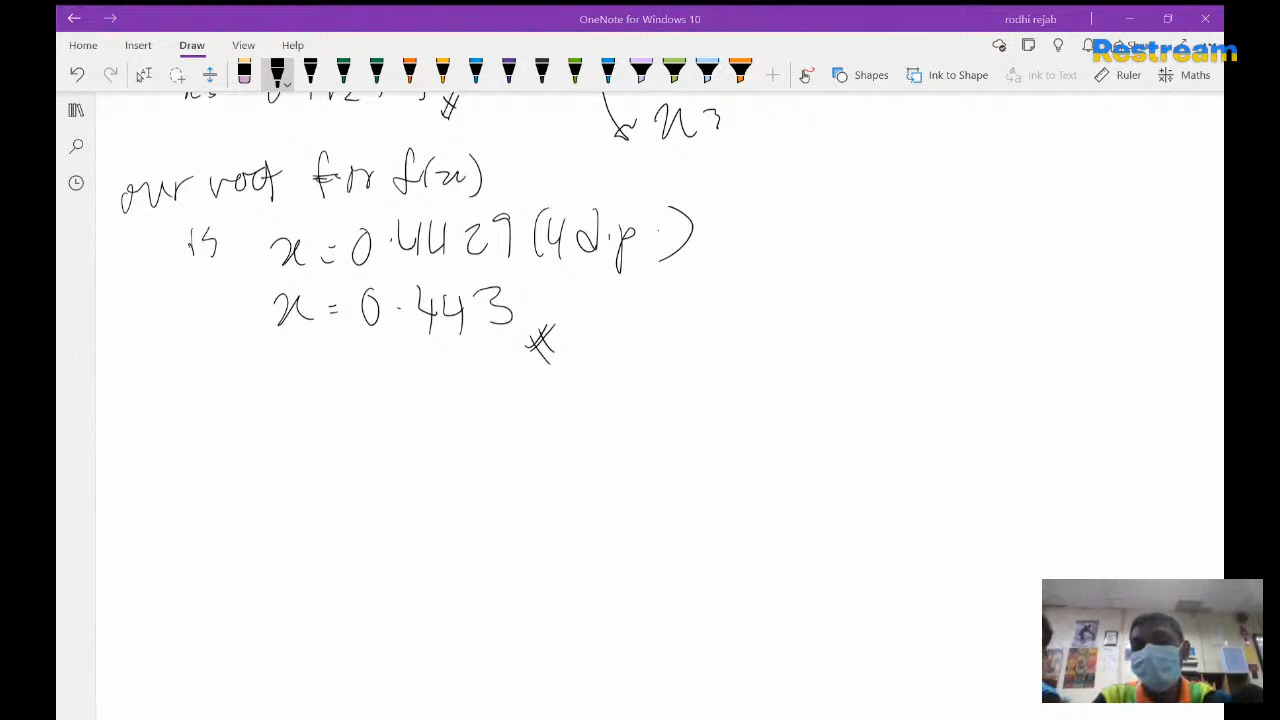 OneNote for Windows 10
rodhi rejab
Restream
Home Insert Draw View Help
Shapes Ink to Shape Ink to Text Ruler Maths
x3
our root for f(x)
is x = 0.4429 (4 d.p.)
x = 0.443